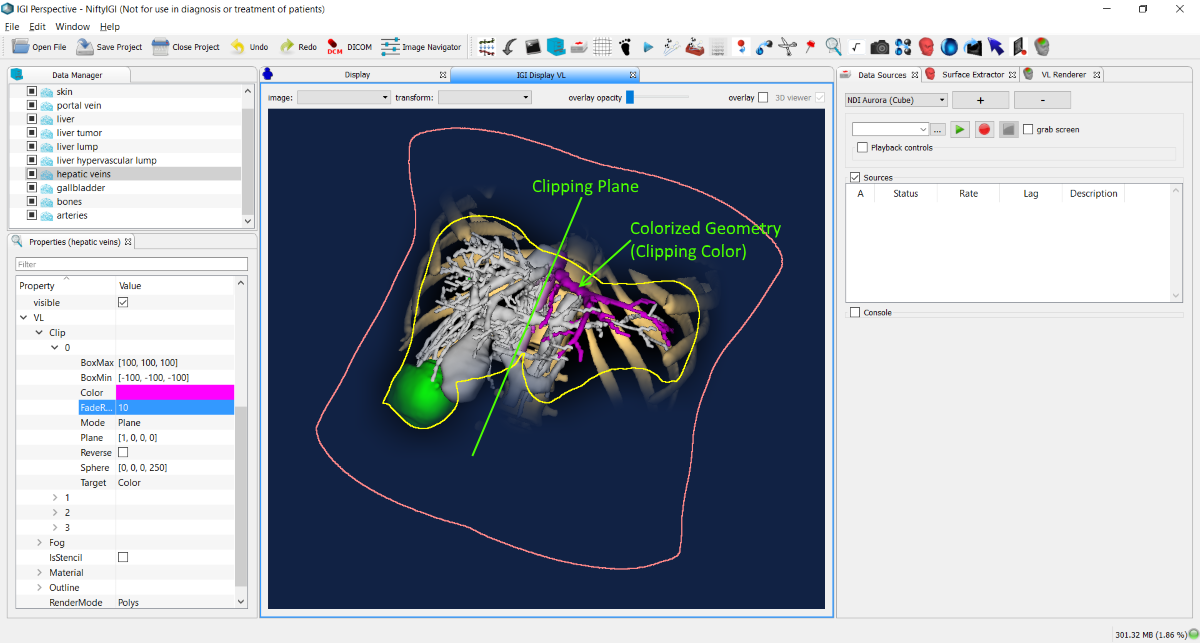 IGI Perspective - NiftyIGI (Not for use in diagnosis or treatment of patients)
File Edit Window Help
Open File Save Project Close Project Undo Redo DCM DICOM Image Navigator
Data Manager
skin
portal vein
liver
liver tumor
liver lump
liver hypervascular lump
hepatic veins
gallbladder
bones
arteries
Properties (hepatic veins)
Filter
Property Value
visible
VL
Clip
0
BoxMax [100, 100, 100]
BoxMin [-100, -100, -100]
Color
FadeR... 10
Mode Plane
Plane [1, 0, 0, 0]
Reverse
Sphere [0, 0, 0, 250]
Target Color
1
2
3
Fog
IsStencil
Material
Outline
RenderMode Polys
Display IGI Display VL
image: transform: overlay opacity overlay 3D viewer
Clipping Plane
Colorized Geometry
(Clipping Color)
Data Sources Surface Extractor VL Renderer
NDI Aurora (Cube) + -
... grab screen
Playback controls
Sources
A Status Rate Lag Description
Console
301.32 MB (1.86 %)